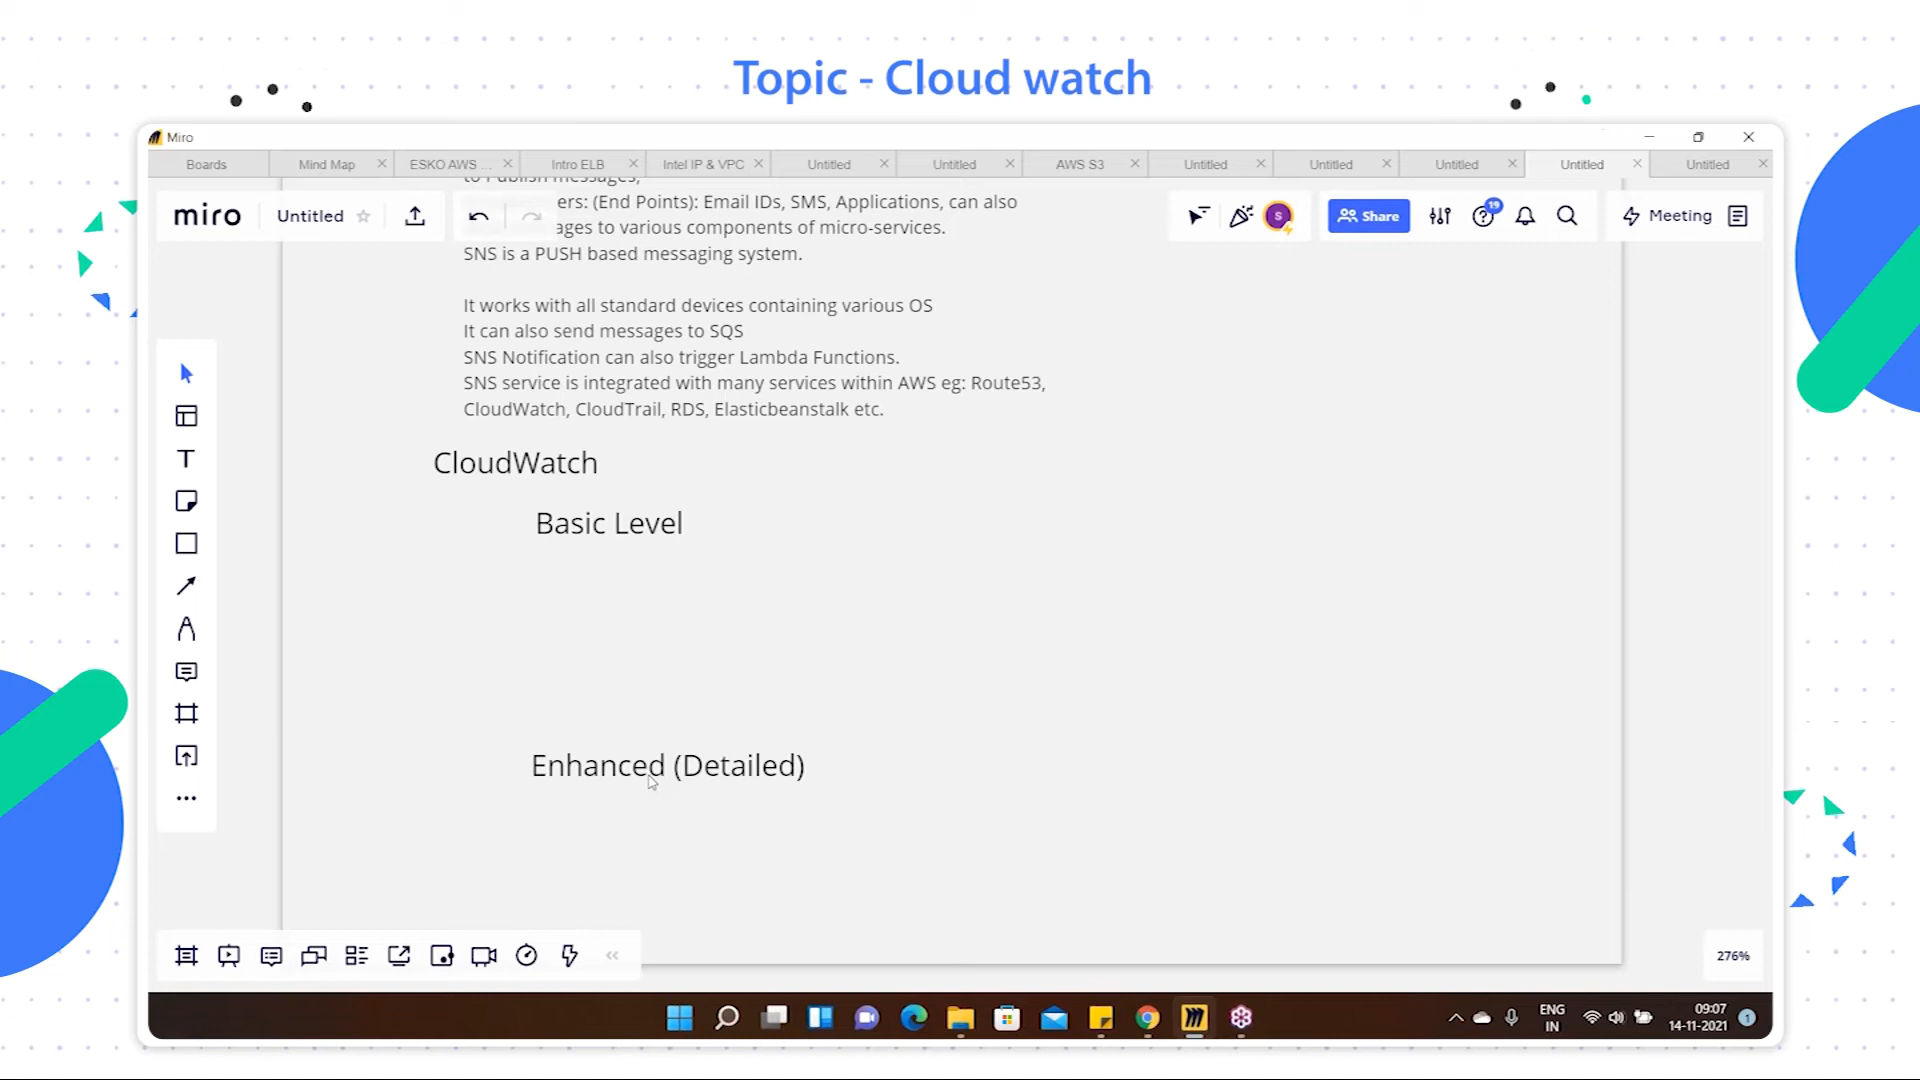 Topic - Cloud watch
Miro
Boards
Mind Map
ESKO AWS ...
Intro ELB
Intel IP & VPC
Untitled
Untitled
AWS S3
Untitled
Untitled
Untitled
Untitled
Untitled
to Publish messages,
miro
Untitled
ers: (End Points): Email IDs, SMS, Applications, can also
ages to various components of micro-services.
SNS is a PUSH based messaging system.
S
Share
19
Meeting
It works with all standard devices containing various OS
It can also send messages to SQS
SNS Notification can also trigger Lambda Functions.
SNS service is integrated with many services within AWS eg: Route53,
CloudWatch, CloudTrail, RDS, Elasticbeanstalk etc.
CloudWatch
Basic Level
Enhanced (Detailed)
276%
ENG
IN
09:07
14-11-2021
1